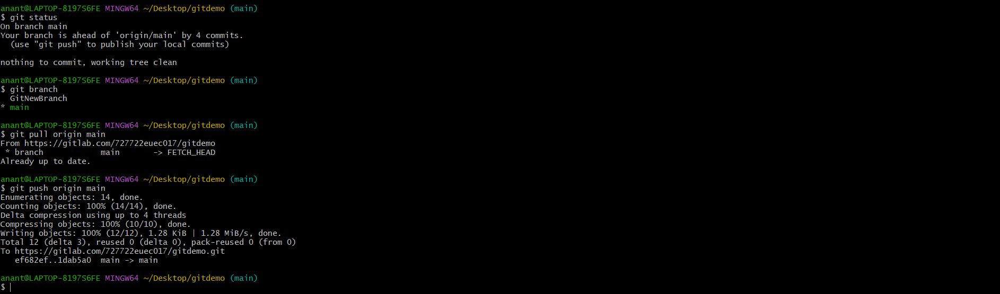 anant@LAPTOP-8197S6FE MINGW64 ~/Desktop/gitdemo (main)
$ git status
On branch main
Your branch is ahead of 'origin/main' by 4 commits.
  (use "git push" to publish your local commits)

nothing to commit, working tree clean

anant@LAPTOP-8197S6FE MINGW64 ~/Desktop/gitdemo (main)
$ git branch
  GitNewBranch
* main

anant@LAPTOP-8197S6FE MINGW64 ~/Desktop/gitdemo (main)
$ git pull origin main
From https://gitlab.com/727722euec017/gitdemo
 * branch            main       -> FETCH_HEAD
Already up to date.

anant@LAPTOP-8197S6FE MINGW64 ~/Desktop/gitdemo (main)
$ git push origin main
Enumerating objects: 14, done.
Counting objects: 100% (14/14), done.
Delta compression using up to 4 threads
Compressing objects: 100% (10/10), done.
Writing objects: 100% (12/12), 1.28 KiB | 1.28 MiB/s, done.
Total 12 (delta 3), reused 0 (delta 0), pack-reused 0 (from 0)
To https://gitlab.com/727722euec017/gitdemo.git
   ef682ef..1dab5a0  main -> main

anant@LAPTOP-8197S6FE MINGW64 ~/Desktop/gitdemo (main)
$